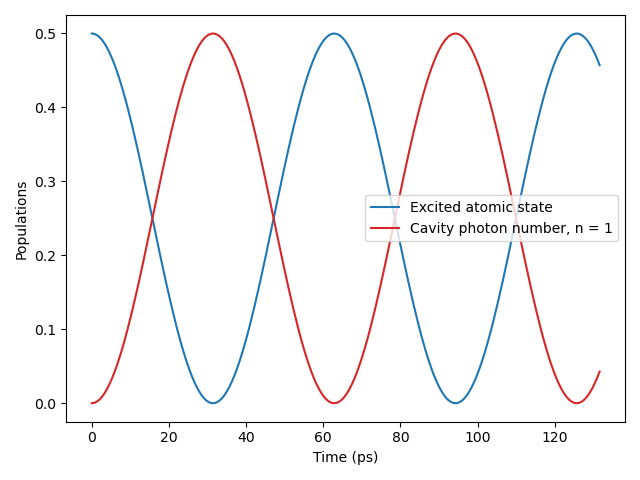 0.5
0.4
0.3
0.2
0.1
0.0
Populations
Excited atomic state
Cavity photon number, n = 1
0 20 40 60 80 100 120
Time (ps)